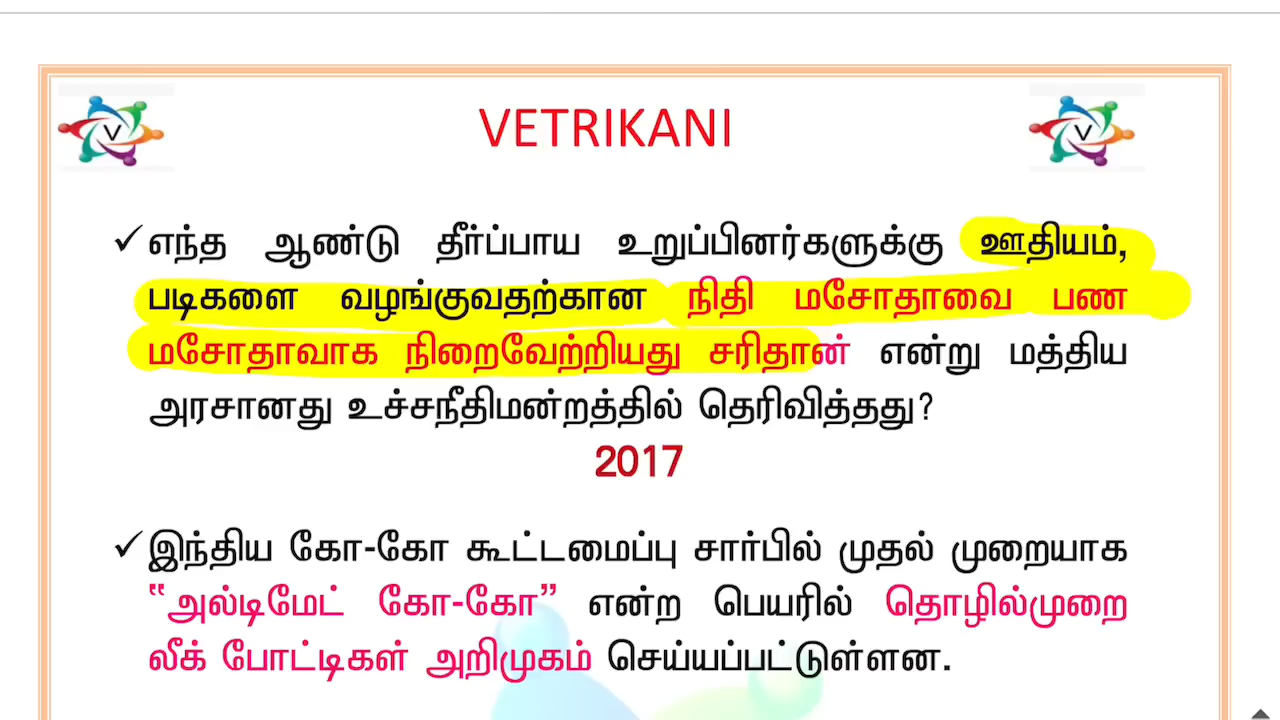 VETRIKANI
V
V
✓ எந்த ஆண்டு தீர்ப்பாய உறுப்பினர்களுக்கு ஊதியம்,
படிகளை வழங்குவதற்கான நிதி மசோதாவை பண
மசோதாவாக நிறைவேற்றியது சரிதான் என்று மத்திய
அரசானது உச்சநீதிமன்றத்தில் தெரிவித்தது?
2017
✓ இந்திய கோ-கோ கூட்டமைப்பு சார்பில் முதல் முறையாக
“அல்டிமேட் கோ-கோ” என்ற பெயரில் தொழில்முறை
லீக் போட்டிகள் அறிமுகம் செய்யப்பட்டுள்ளன.